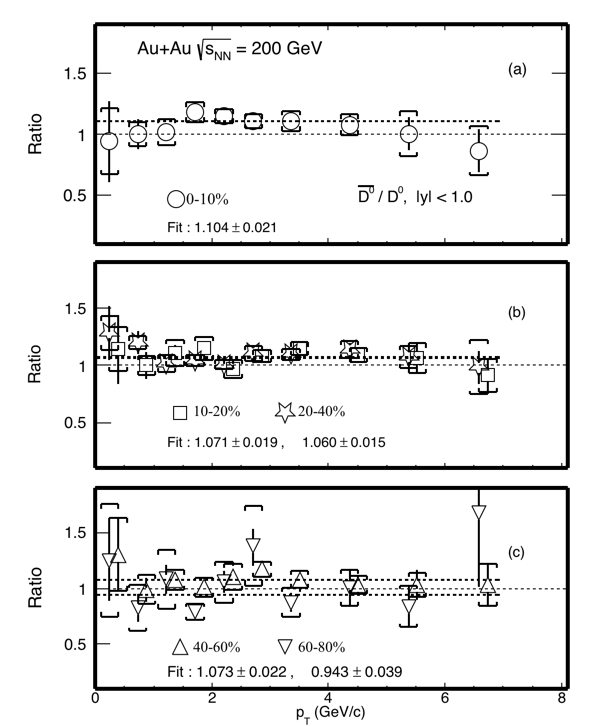 Au+Au √sNN = 200 GeV
(a)
1.5
Ratio
1
0.5
0-10%
D̅⁰ / D⁰, |y| < 1.0
Fit : 1.104 ± 0.021
(b)
1.5
Ratio
1
0.5
10-20% 20-40%
Fit : 1.071 ± 0.019 , 1.060 ± 0.015
(c)
1.5
Ratio
1
0.5
40-60% 60-80%
Fit : 1.073 ± 0.022 , 0.943 ± 0.039
0 2 4 6 8
pT (GeV/c)